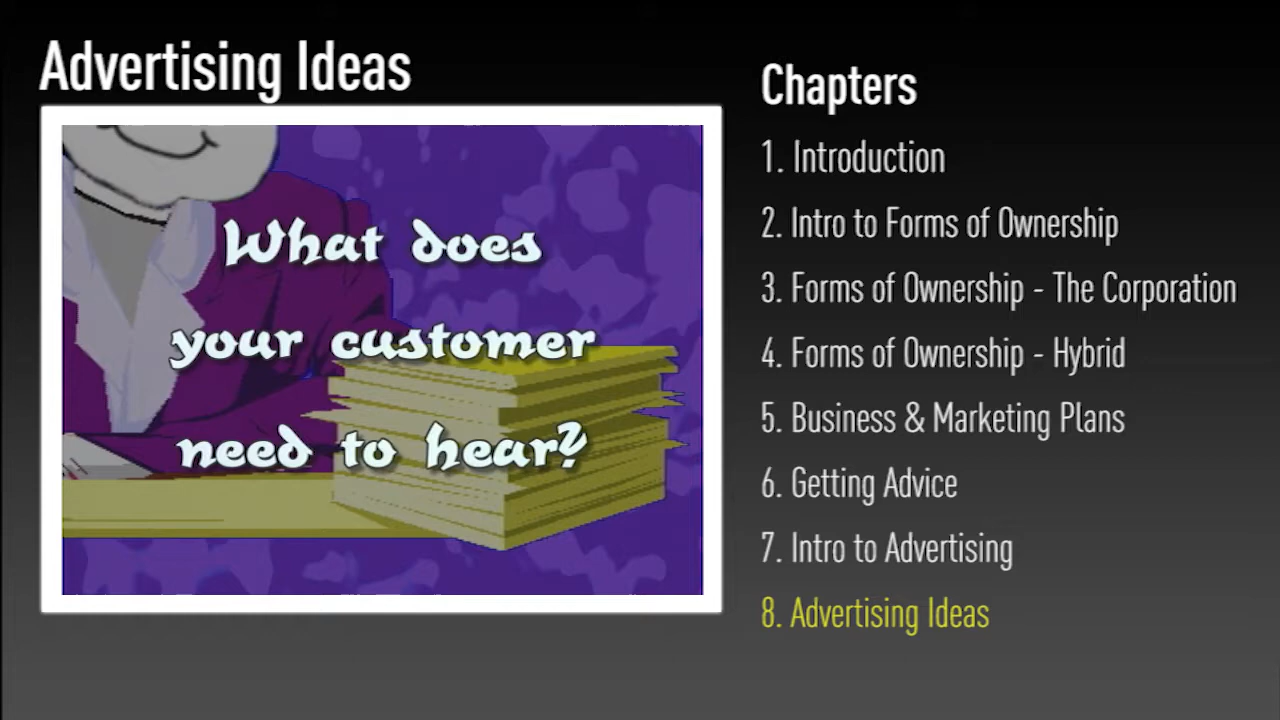 Advertising Ideas
What does
your customer
need to hear?
Chapters
1. Introduction
2. Intro to Forms of Ownership
3. Forms of Ownership - The Corporation
4. Forms of Ownership - Hybrid
5. Business & Marketing Plans
6. Getting Advice
7. Intro to Advertising
8. Advertising Ideas